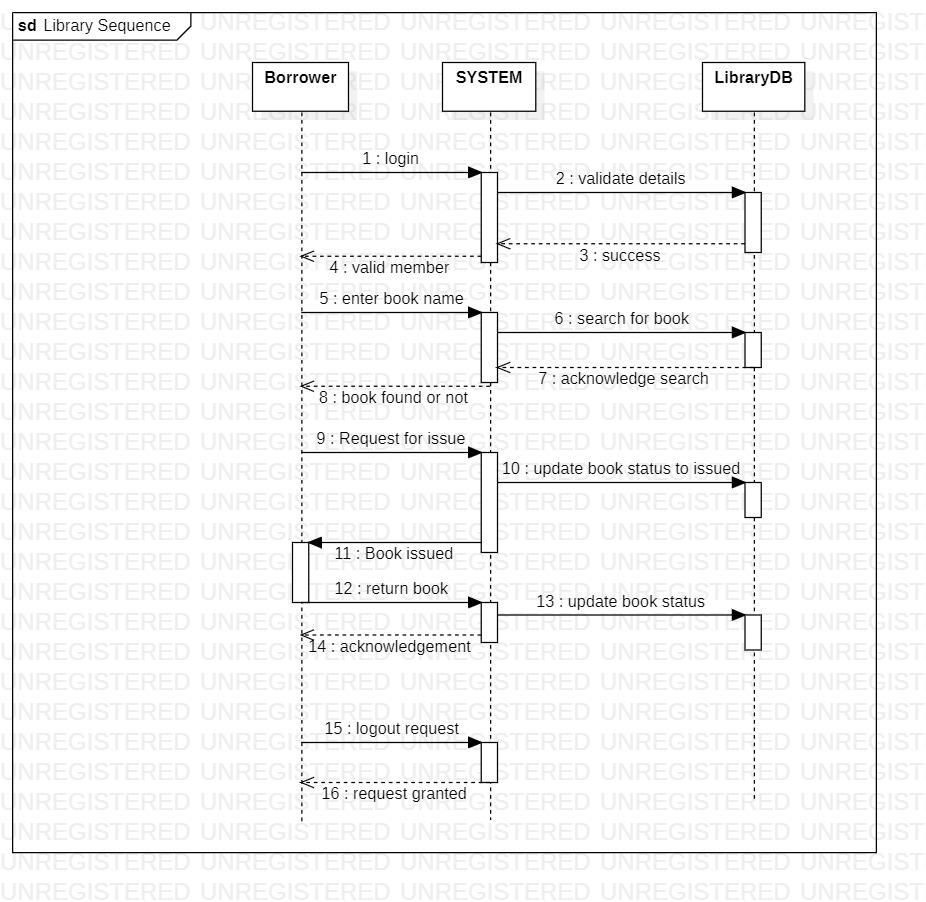 sd Library Sequence
Borrower
SYSTEM
LibraryDB
1 : login
2 : validate details
3 : success
4 : valid member
5 : enter book name
6 : search for book
7 : acknowledge search
8 : book found or not
9 : Request for issue
10 : update book status to issued
11 : Book issued
12 : return book
13 : update book status
14 : acknowledgement
15 : logout request
16 : request granted
UNREGISTERED